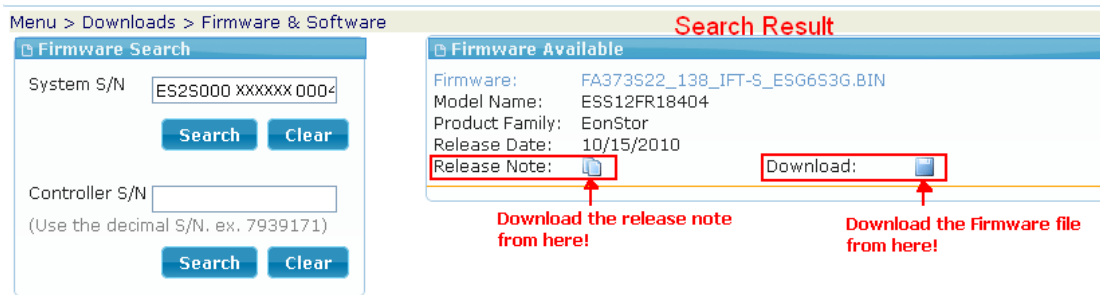 Menu > Downloads > Firmware & Software
Search Result
Firmware Search
System S/N
ES2S000 XXXXXX 0004
Search Clear
Controller S/N
(Use the decimal S/N. ex. 7939171)
Search Clear
Firmware Available
Firmware: FA373S22_138_IFT-S_ESG6S3G.BIN
Model Name: ESS12FR18404
Product Family: EonStor
Release Date: 10/15/2010
Release Note: Download:
Download the release note
from here!
Download the Firmware file
from here!